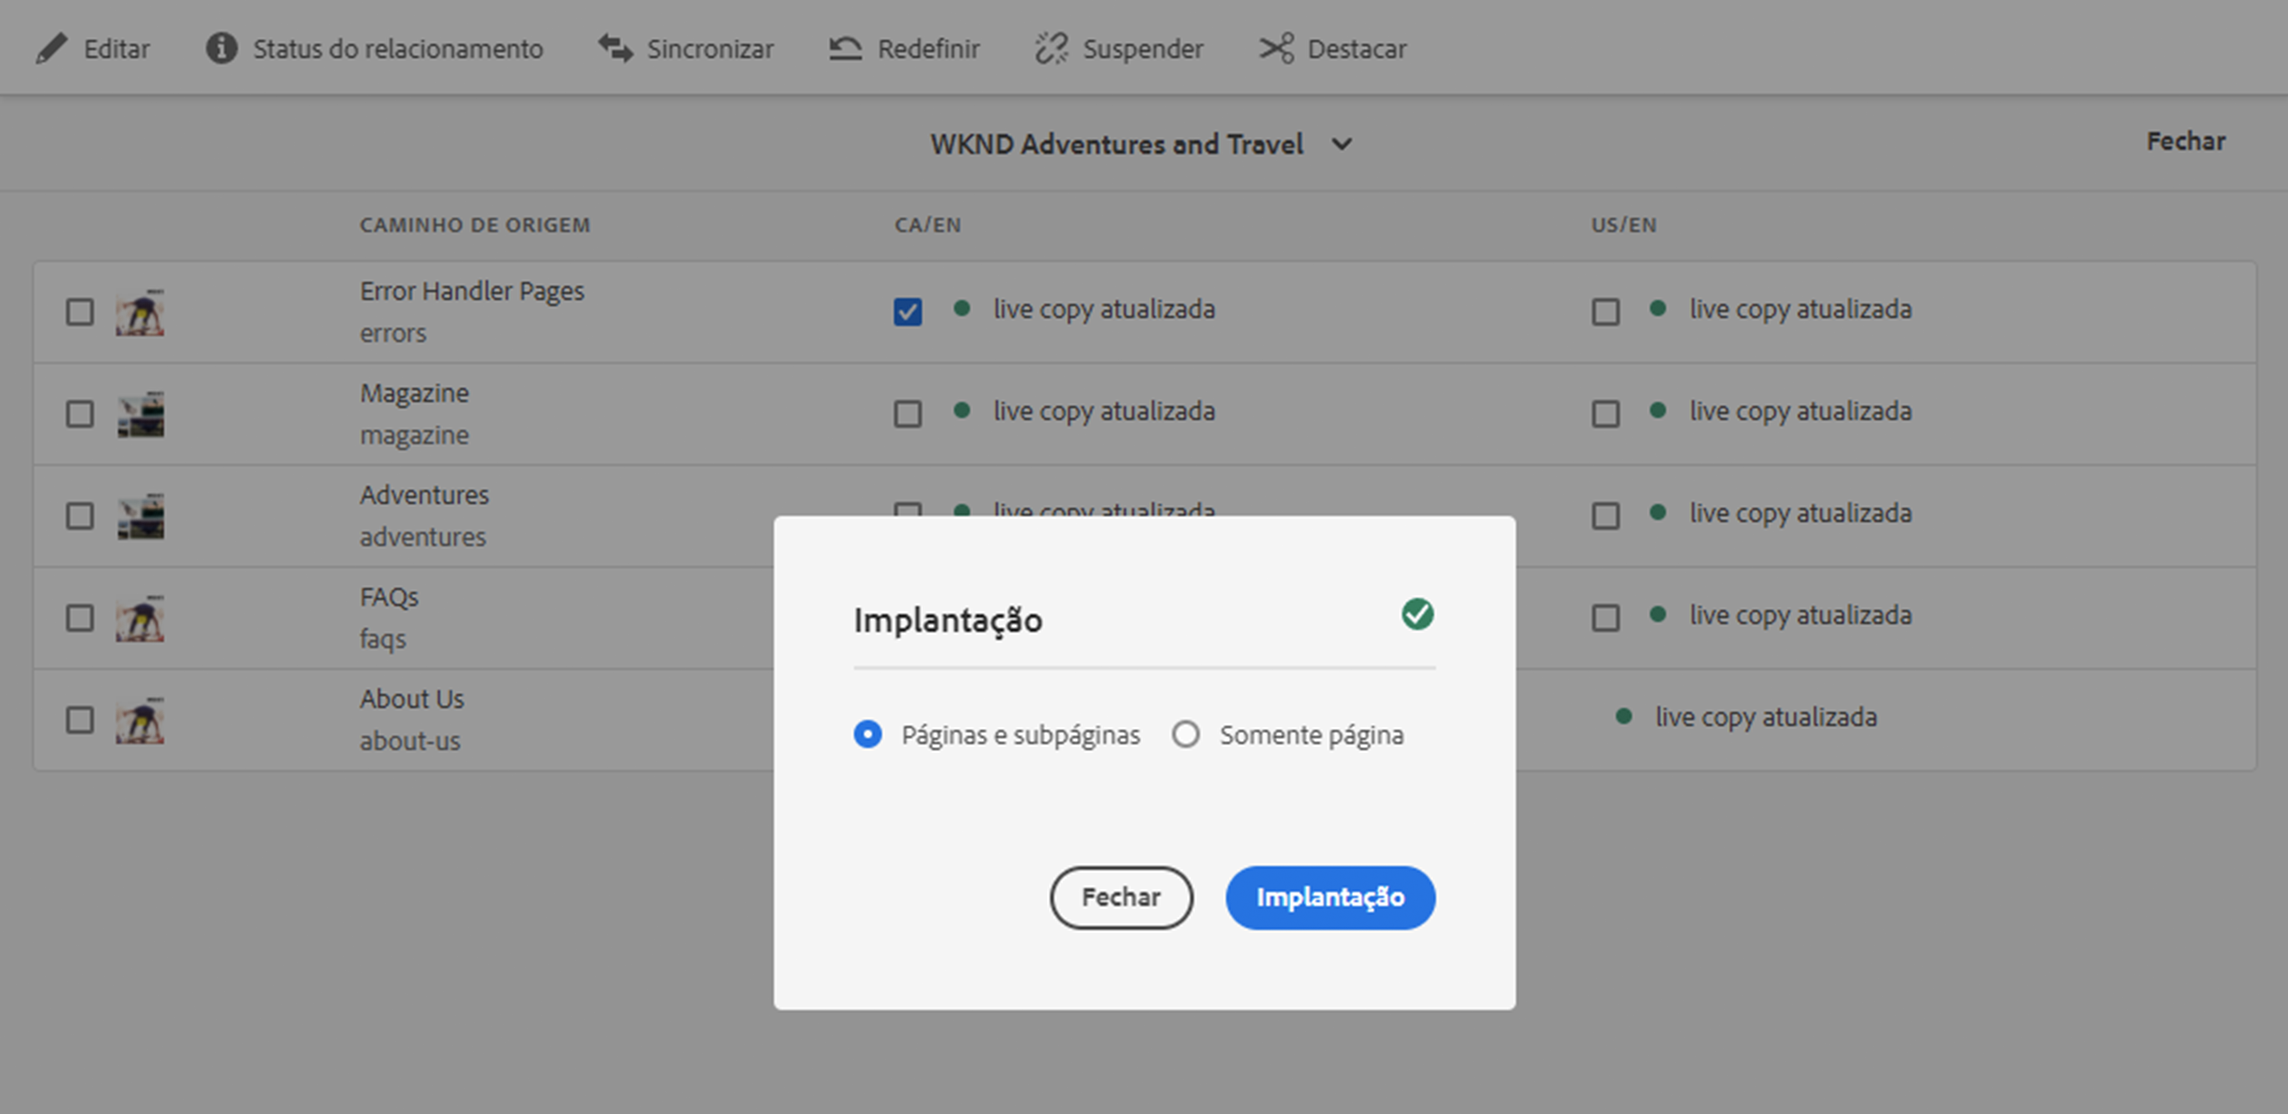 Editar Status do relacionamento Sincronizar Redefinir Suspender Destacar
WKND Adventures and Travel Fechar
CAMINHO DE ORIGEM CA/EN US/EN
Error Handler Pages
errors
live copy atualizada live copy atualizada
Magazine
magazine
live copy atualizada live copy atualizada
Adventures
adventures
live copy atualizada live copy atualizada
FAQs
faqs
live copy atualizada
About Us
about-us
live copy atualizada
Implantação
Páginas e subpáginas Somente página
Fechar Implantação